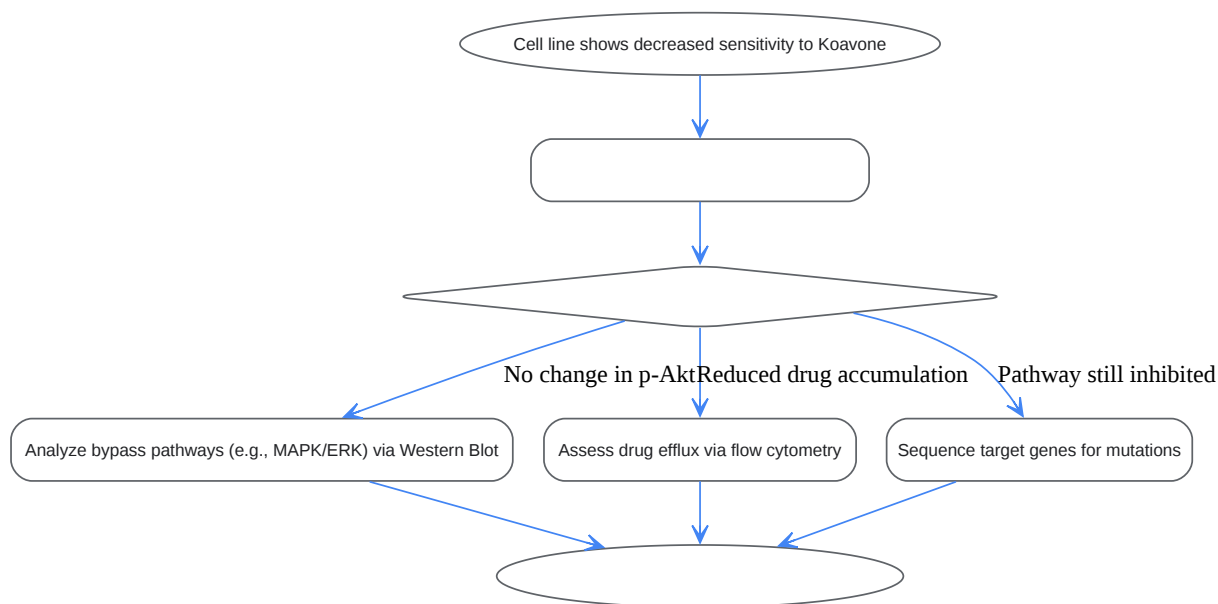 Cell line shows decreased sensitivity to Koavone
No change in p-Akt
Reduced drug accumulation
Pathway still inhibited
Analyze bypass pathways (e.g., MAPK/ERK) via Western Blot
Assess drug efflux via flow cytometry
Sequence target genes for mutations